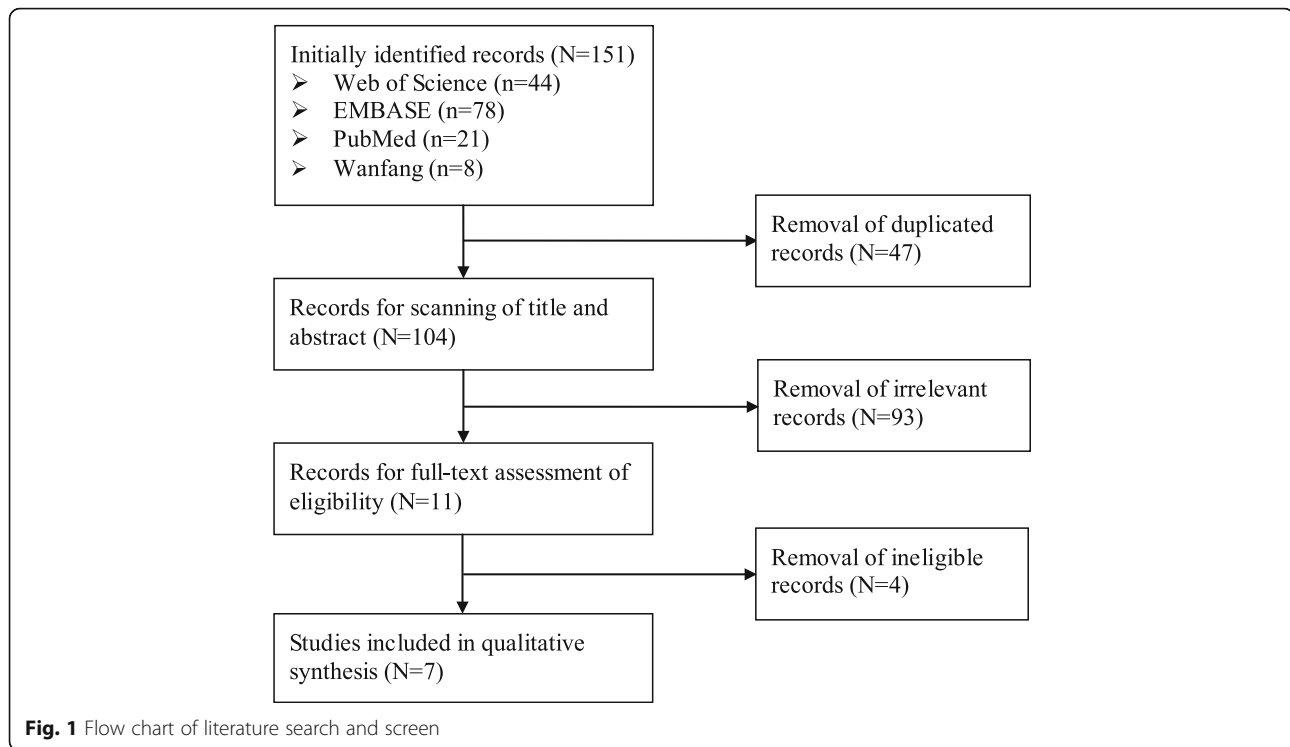 Initially identified records (N=151)
➢ Web of Science (n=44)
➢ EMBASE (n=78)
➢ PubMed (n=21)
➢ Wanfang (n=8)
Removal of duplicated
records (N=47)
Records for scanning of title and
abstract (N=104)
Removal of irrelevant
records (N=93)
Records for full-text assessment of
eligibility (N=11)
Removal of ineligible
records (N=4)
Studies included in qualitative
synthesis (N=7)
Fig. 1 Flow chart of literature search and screen